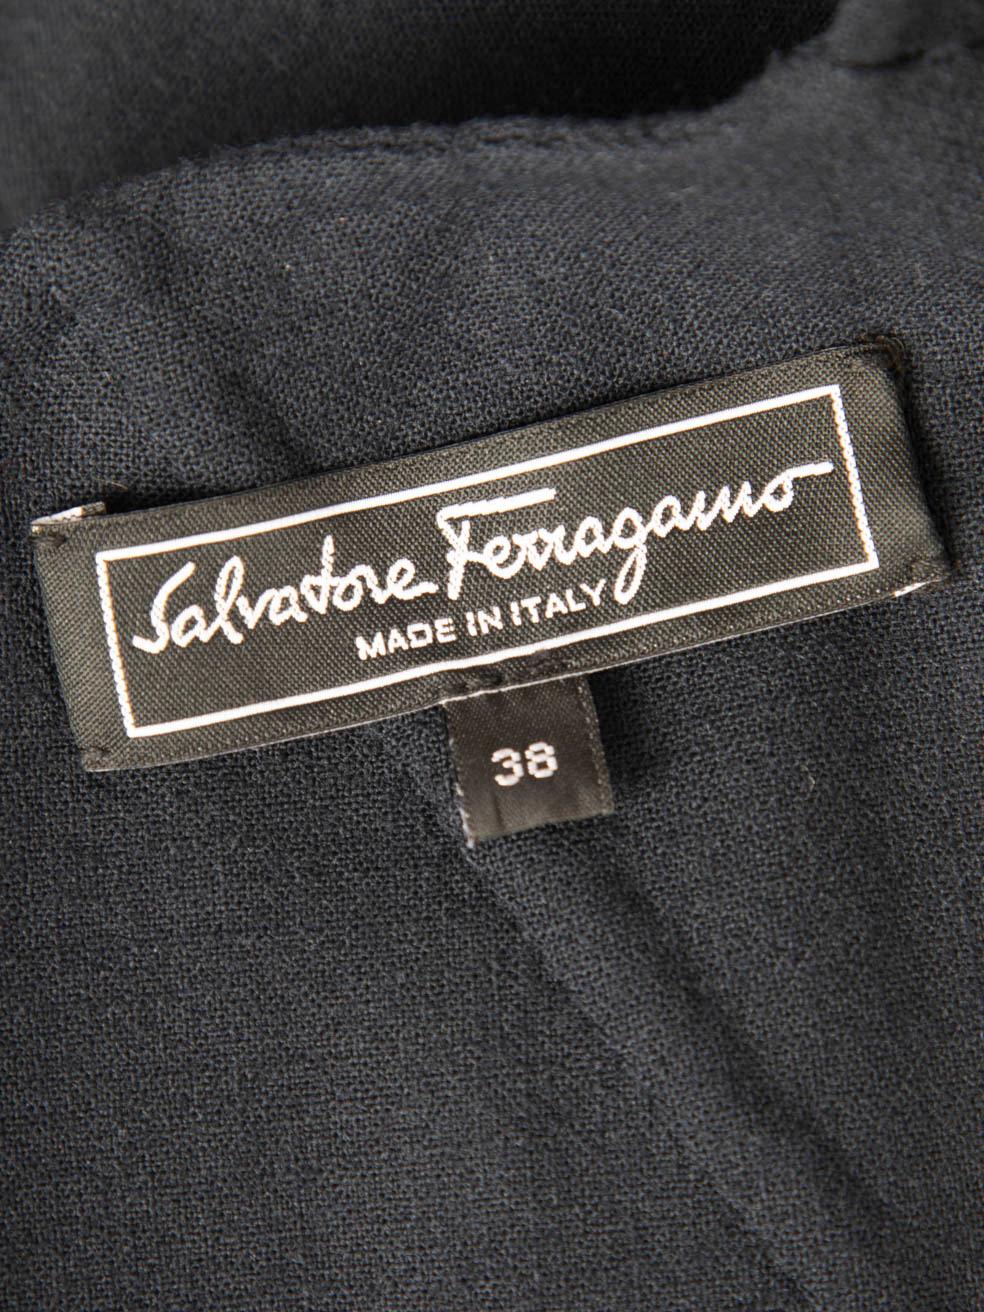 Salvatore Ferragamo
MADE IN ITALY
38